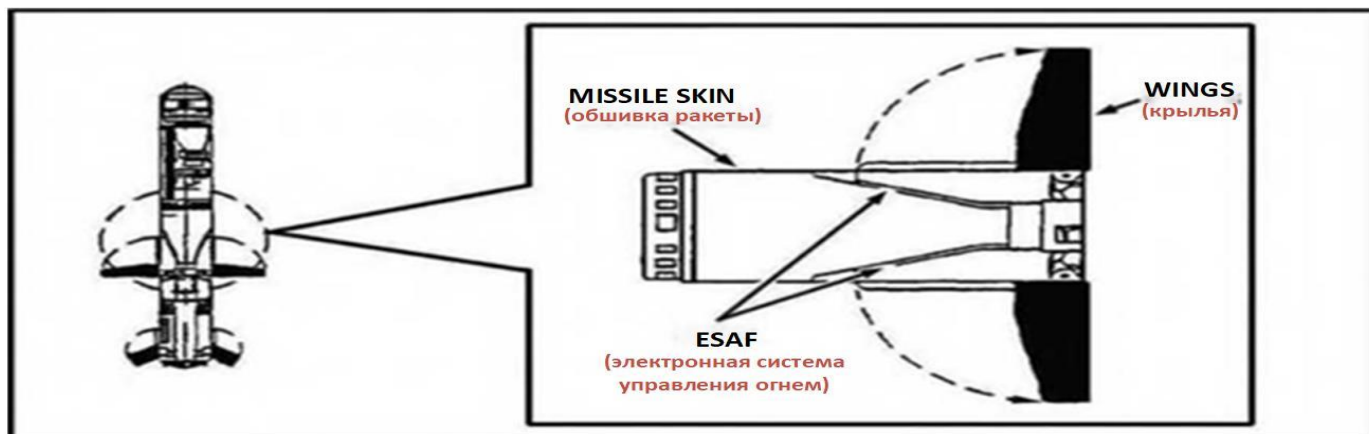 MISSILE SKIN
(обшивка ракеты)
WINGS
(крылья)
ESAF
(электронная система
управления огнем)